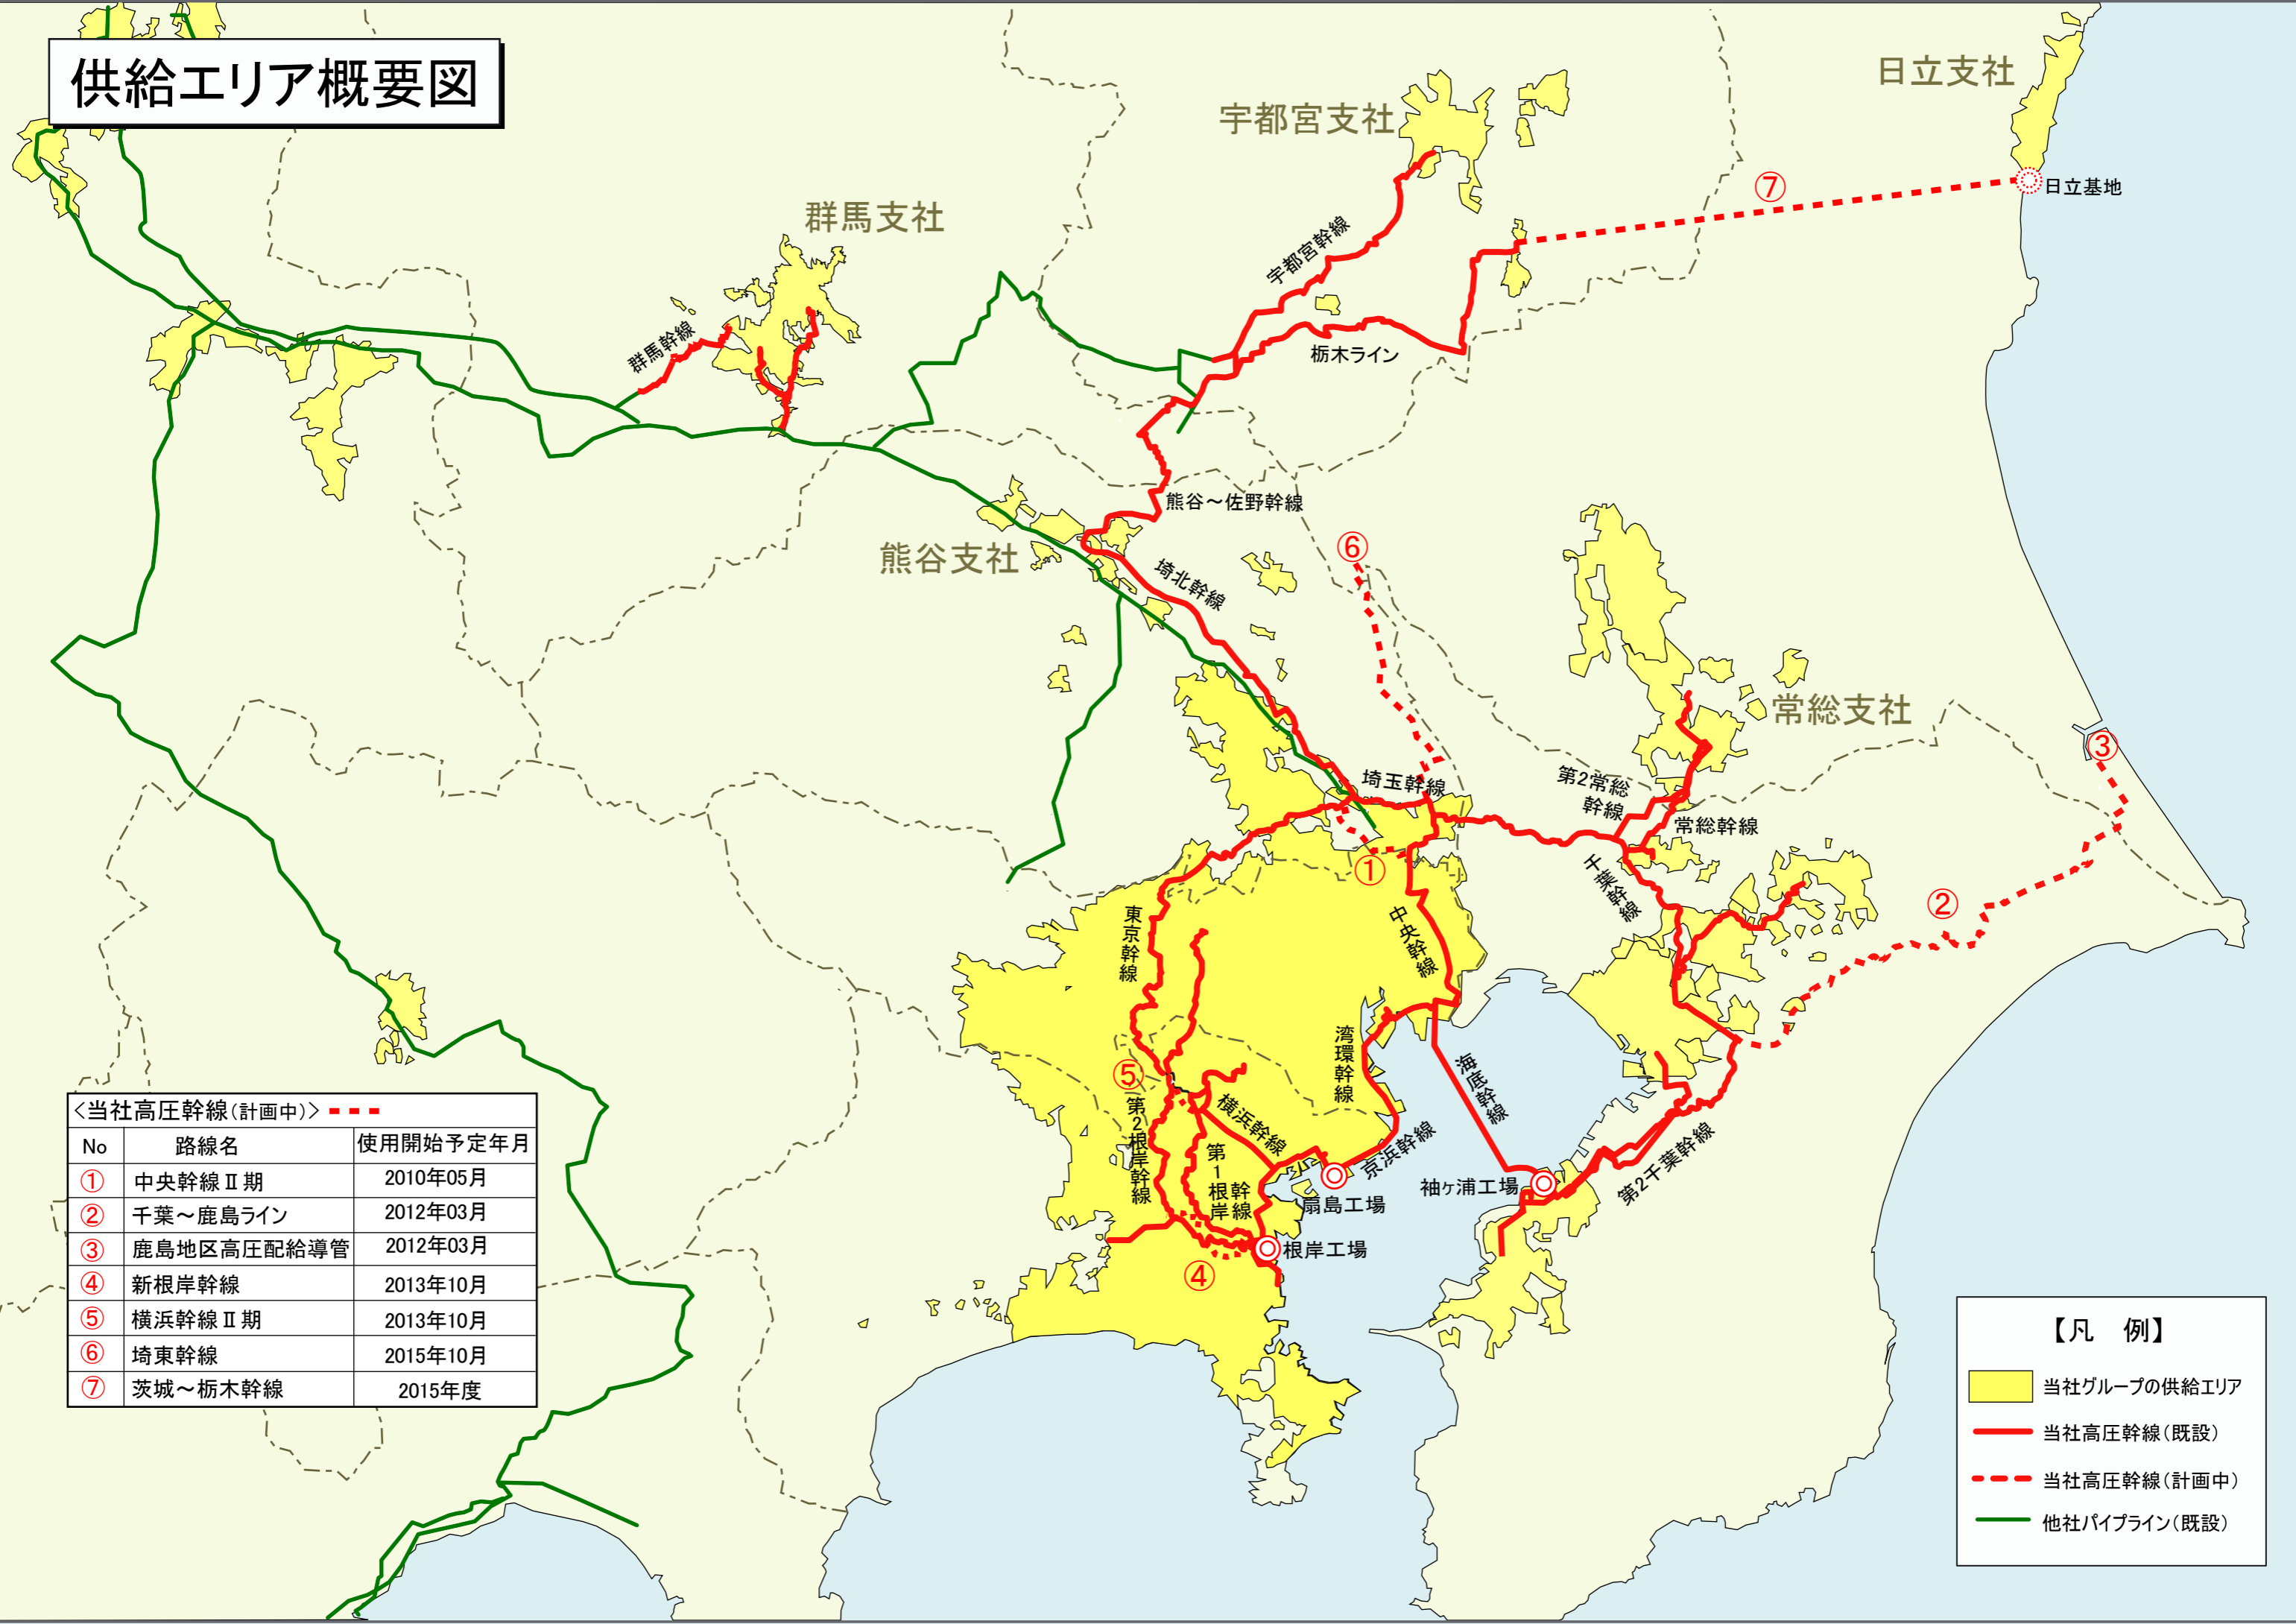 供給エリア概要図
日立支社
宇都宮支社
⑦
日立基地
群馬支社
宇都宮幹線
群馬幹線
栃木ライン
熊谷～佐野幹線
熊谷支社
⑥
埼北幹線
常総支社
③
埼玉幹線
第2常総
幹線
常総幹線
①
千葉幹線
②
東京幹線
中央幹線
湾環幹線
海底幹線
⑤
第2根岸幹線
横浜幹線
第1根岸
幹線
京浜幹線
第2千葉幹線
袖ヶ浦工場
扇島工場
根岸工場
④
<当社高圧幹線(計画中)>
No 路線名 使用開始予定年月
① 中央幹線Ⅱ期 2010年05月
② 千葉～鹿島ライン 2012年03月
③ 鹿島地区高圧配給導管 2012年03月
④ 新根岸幹線 2013年10月
⑤ 横浜幹線Ⅱ期 2013年10月
⑥ 埼東幹線 2015年10月
⑦ 茨城～栃木幹線 2015年度
【凡 例】
当社グループの供給エリア
当社高圧幹線(既設)
当社高圧幹線(計画中)
他社パイプライン(既設)